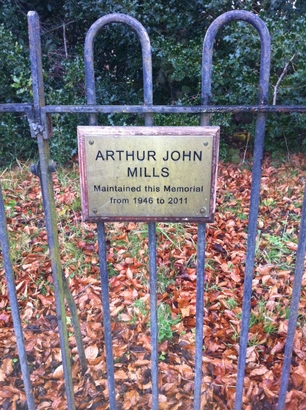 ARTHUR JOHN
MILLS
Maintained this Memorial
from 1946 to 2011